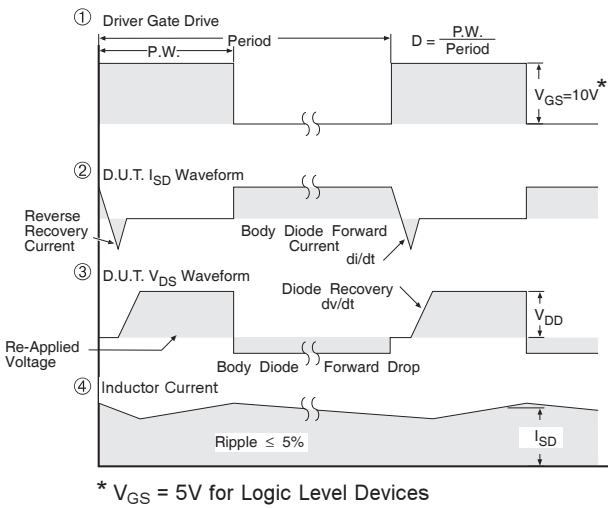 ① Driver Gate Drive
P.W.
Period
D = P.W.
Period
V_GS=10V*
② D.U.T. I_SD Waveform
Reverse
Recovery
Current
Body Diode Forward
Current
di/dt
③ D.U.T. V_DS Waveform
Diode Recovery
dv/dt
V_DD
Re-Applied
Voltage
Body Diode Forward Drop
④ Inductor Current
Ripple ≤ 5%
I_SD
* V_GS = 5V for Logic Level Devices